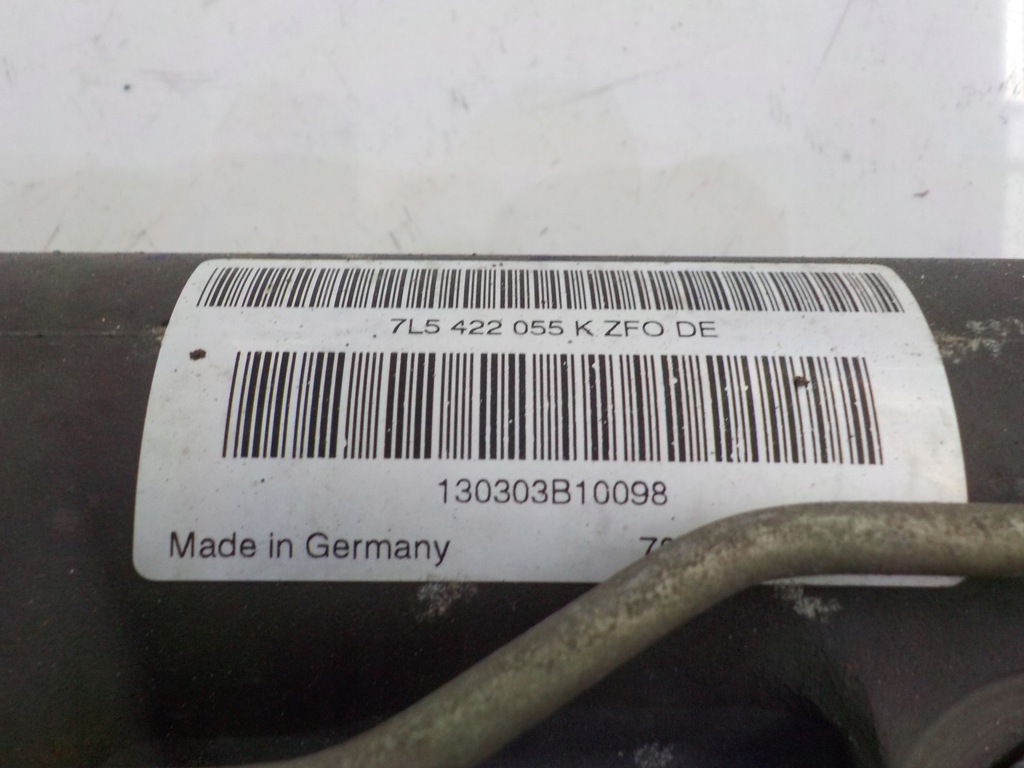 7L5 422 055 K ZFO DE
130303B10098
Made in Germany